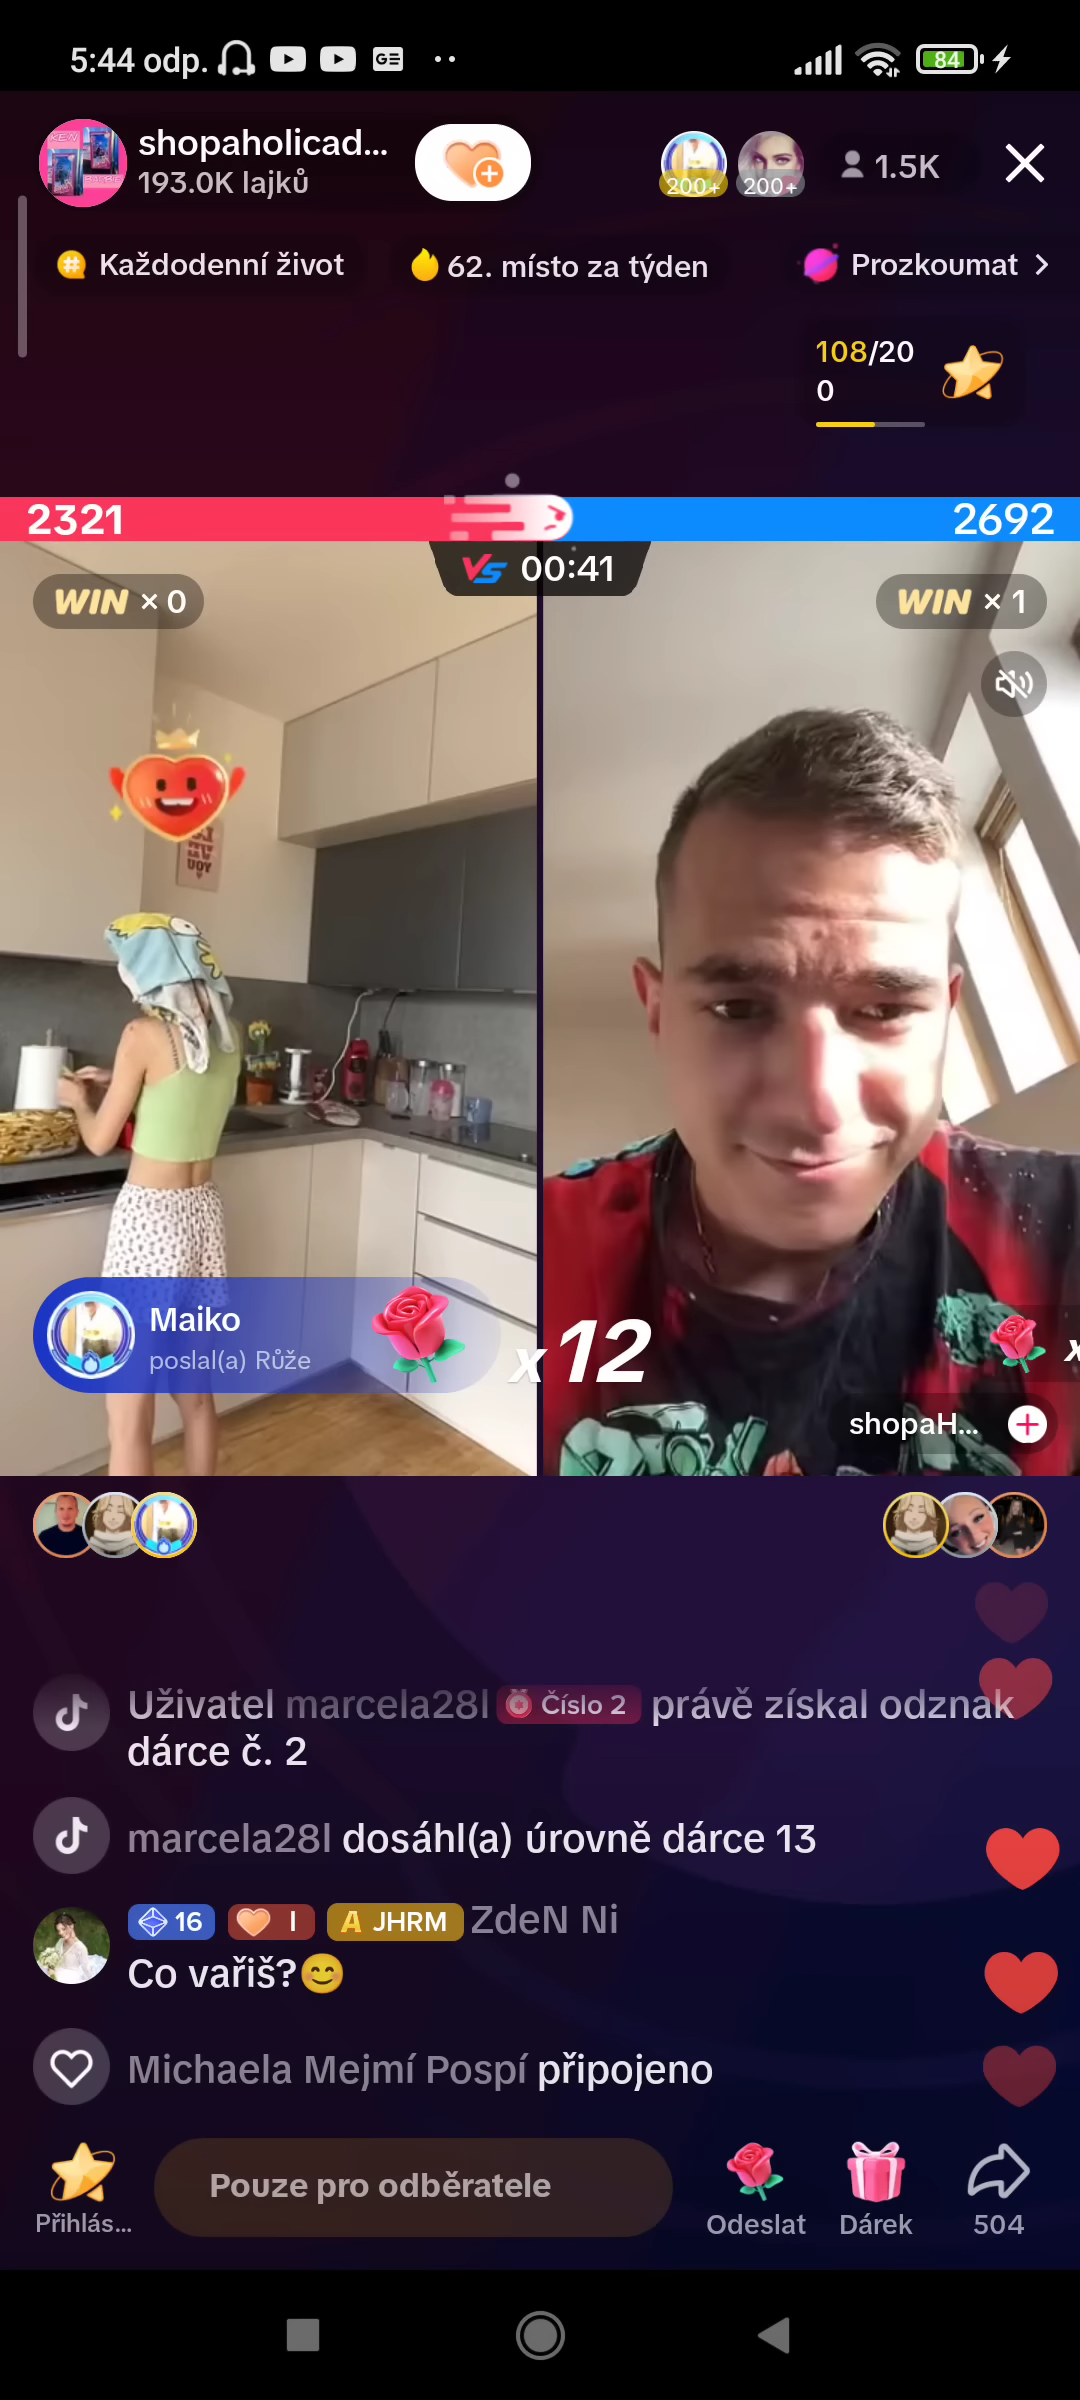 5:44 odp.
84
shopaholicad...
193.0K lajků
200+
200+
1.5K
Každodenní život
62. místo za týden
Prozkoumat
108/20
0
2321
2692
VS 00:41
WIN × 0
WIN × 1
Maiko
poslal(a) Růže
x12
x
shopaH...
Uživatel marcela28l Číslo 2 právě získal odznak
dárce č. 2
marcela28l dosáhl(a) úrovně dárce 13
16 I A JHRM ZdeN Ni
Co vařiš?😊
Michaela Mejmí Pospí připojeno
Přihlás...
Pouze pro odběratele
Odeslat
Dárek
504